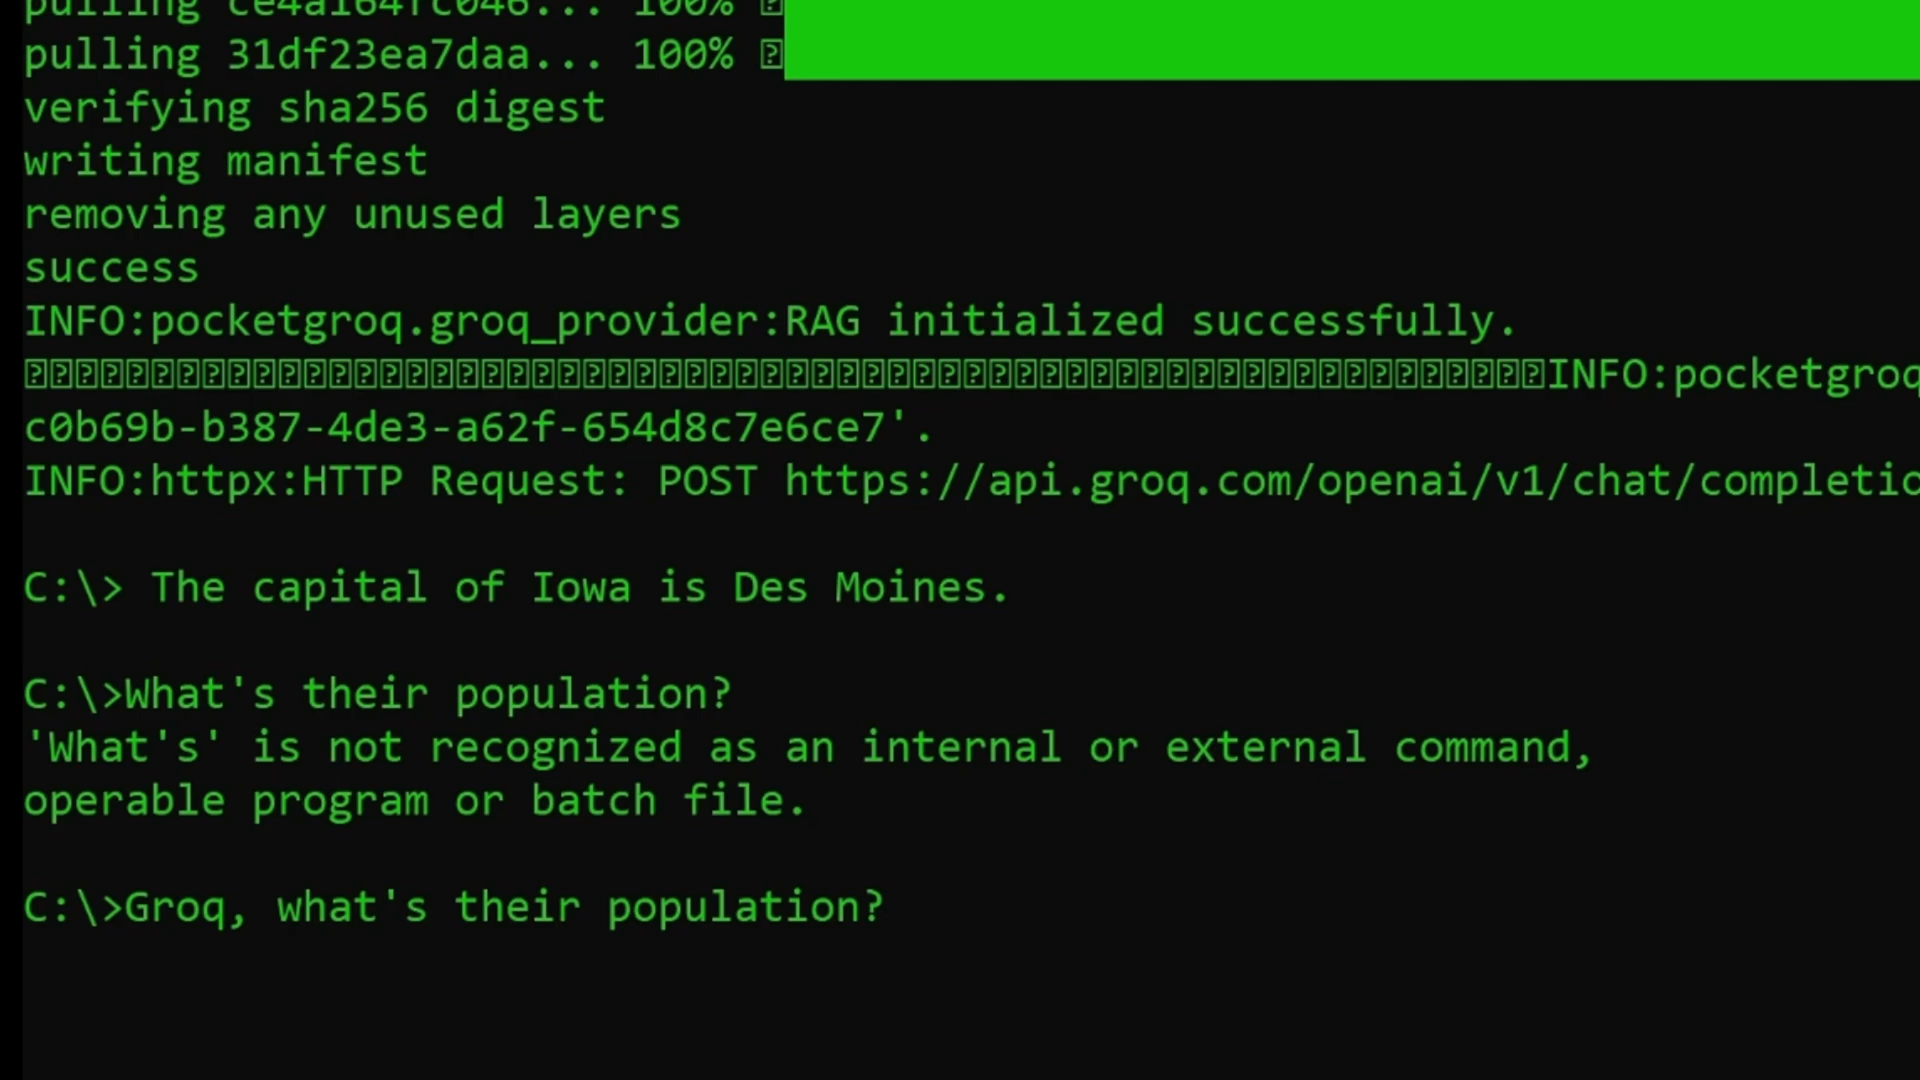 pulling ce4a164fc046... 100%
pulling 31df23ea7daa... 100%
verifying sha256 digest
writing manifest
removing any unused layers
success
INFO:pocketgroq.groq_provider:RAG initialized successfully.
INFO:pocketgroq
c0b69b-b387-4de3-a62f-654d8c7e6ce7'.
INFO:httpx:HTTP Request: POST https://api.groq.com/openai/v1/chat/completio
C:\> The capital of Iowa is Des Moines.
C:\>What's their population?
'What's' is not recognized as an internal or external command,
operable program or batch file.
C:\>Groq, what's their population?